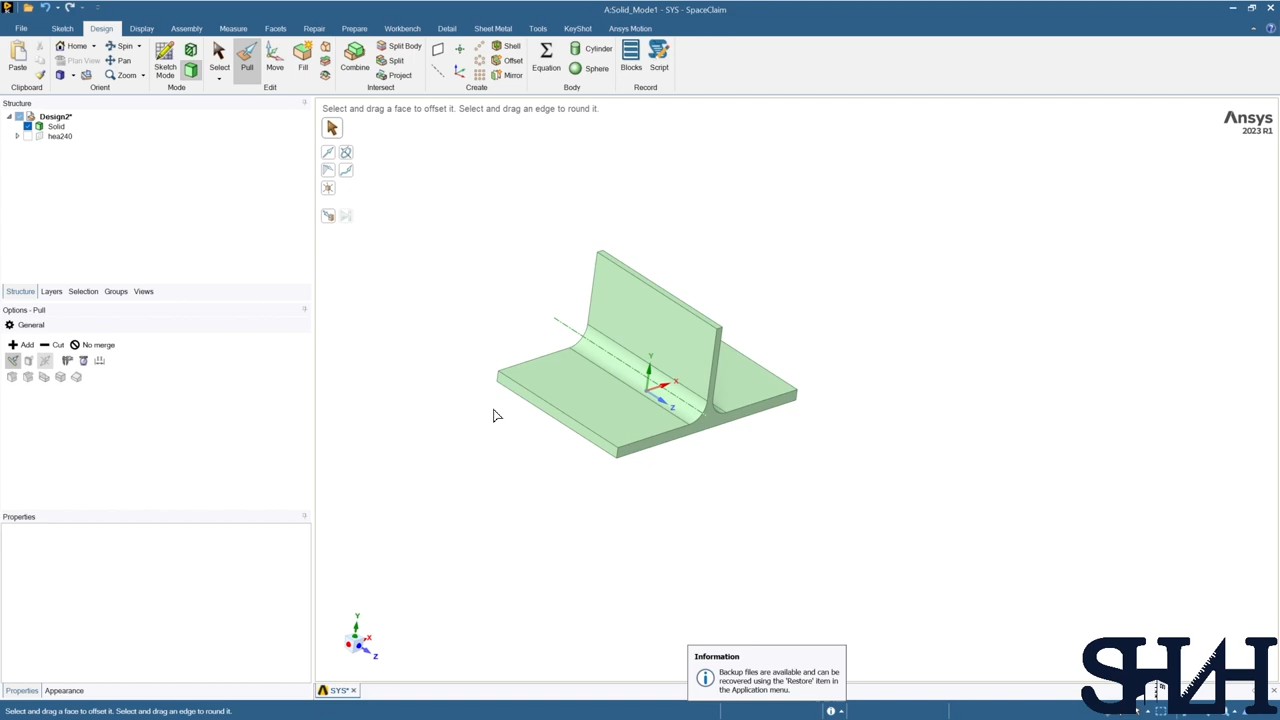 A:Solid_Mode1 - SYS - SpaceClaim
File
Sketch
Design
Display
Assembly
Measure
Facets
Repair
Prepare
Workbench
Detail
Sheet Metal
Tools
KeyShot
Ansys Motion
Paste
Home
Spin
Plan View
Pan
Zoom
Sketch
Mode
Select
Pull
Move
Fill
Combine
Split Body
Split
Project
Shell
Offset
Mirror
Equation
Cylinder
Sphere
Blocks
Script
Clipboard
Orient
Mode
Edit
Intersect
Create
Body
Record
Structure
Design2*
Solid
hea240
Select and drag a face to offset it. Select and drag an edge to round it.
Ansys
2023 R1
Structure
Layers
Selection
Groups
Views
Options - Pull
General
Add
Cut
No merge
Properties
Y
X
Z
Y
X
Z
Information
Backup files are available and can be
recovered using the 'Restore' item in
the Application menu.
Properties
Appearance
SYS*
Select and drag a face to offset it. Select and drag an edge to round it.